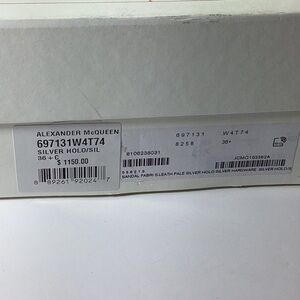 ALEXANDER McQUEEN
697131W4T74
SILVER HOLO/SIL
36 + C
$ 1150.00
8 89261 92024 7
697131 W4T74
8258 36+
8106238031
SANDAL FABRI S.LEATH PALE SILVER HOLO SILVER HARDWARE SILVER HOLO/S